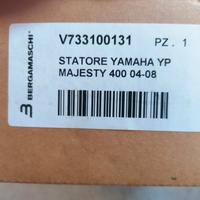 BERGAMASCHI
V733100131 PZ. 1
STATORE YAMAHA YP
MAJESTY 400 04-08